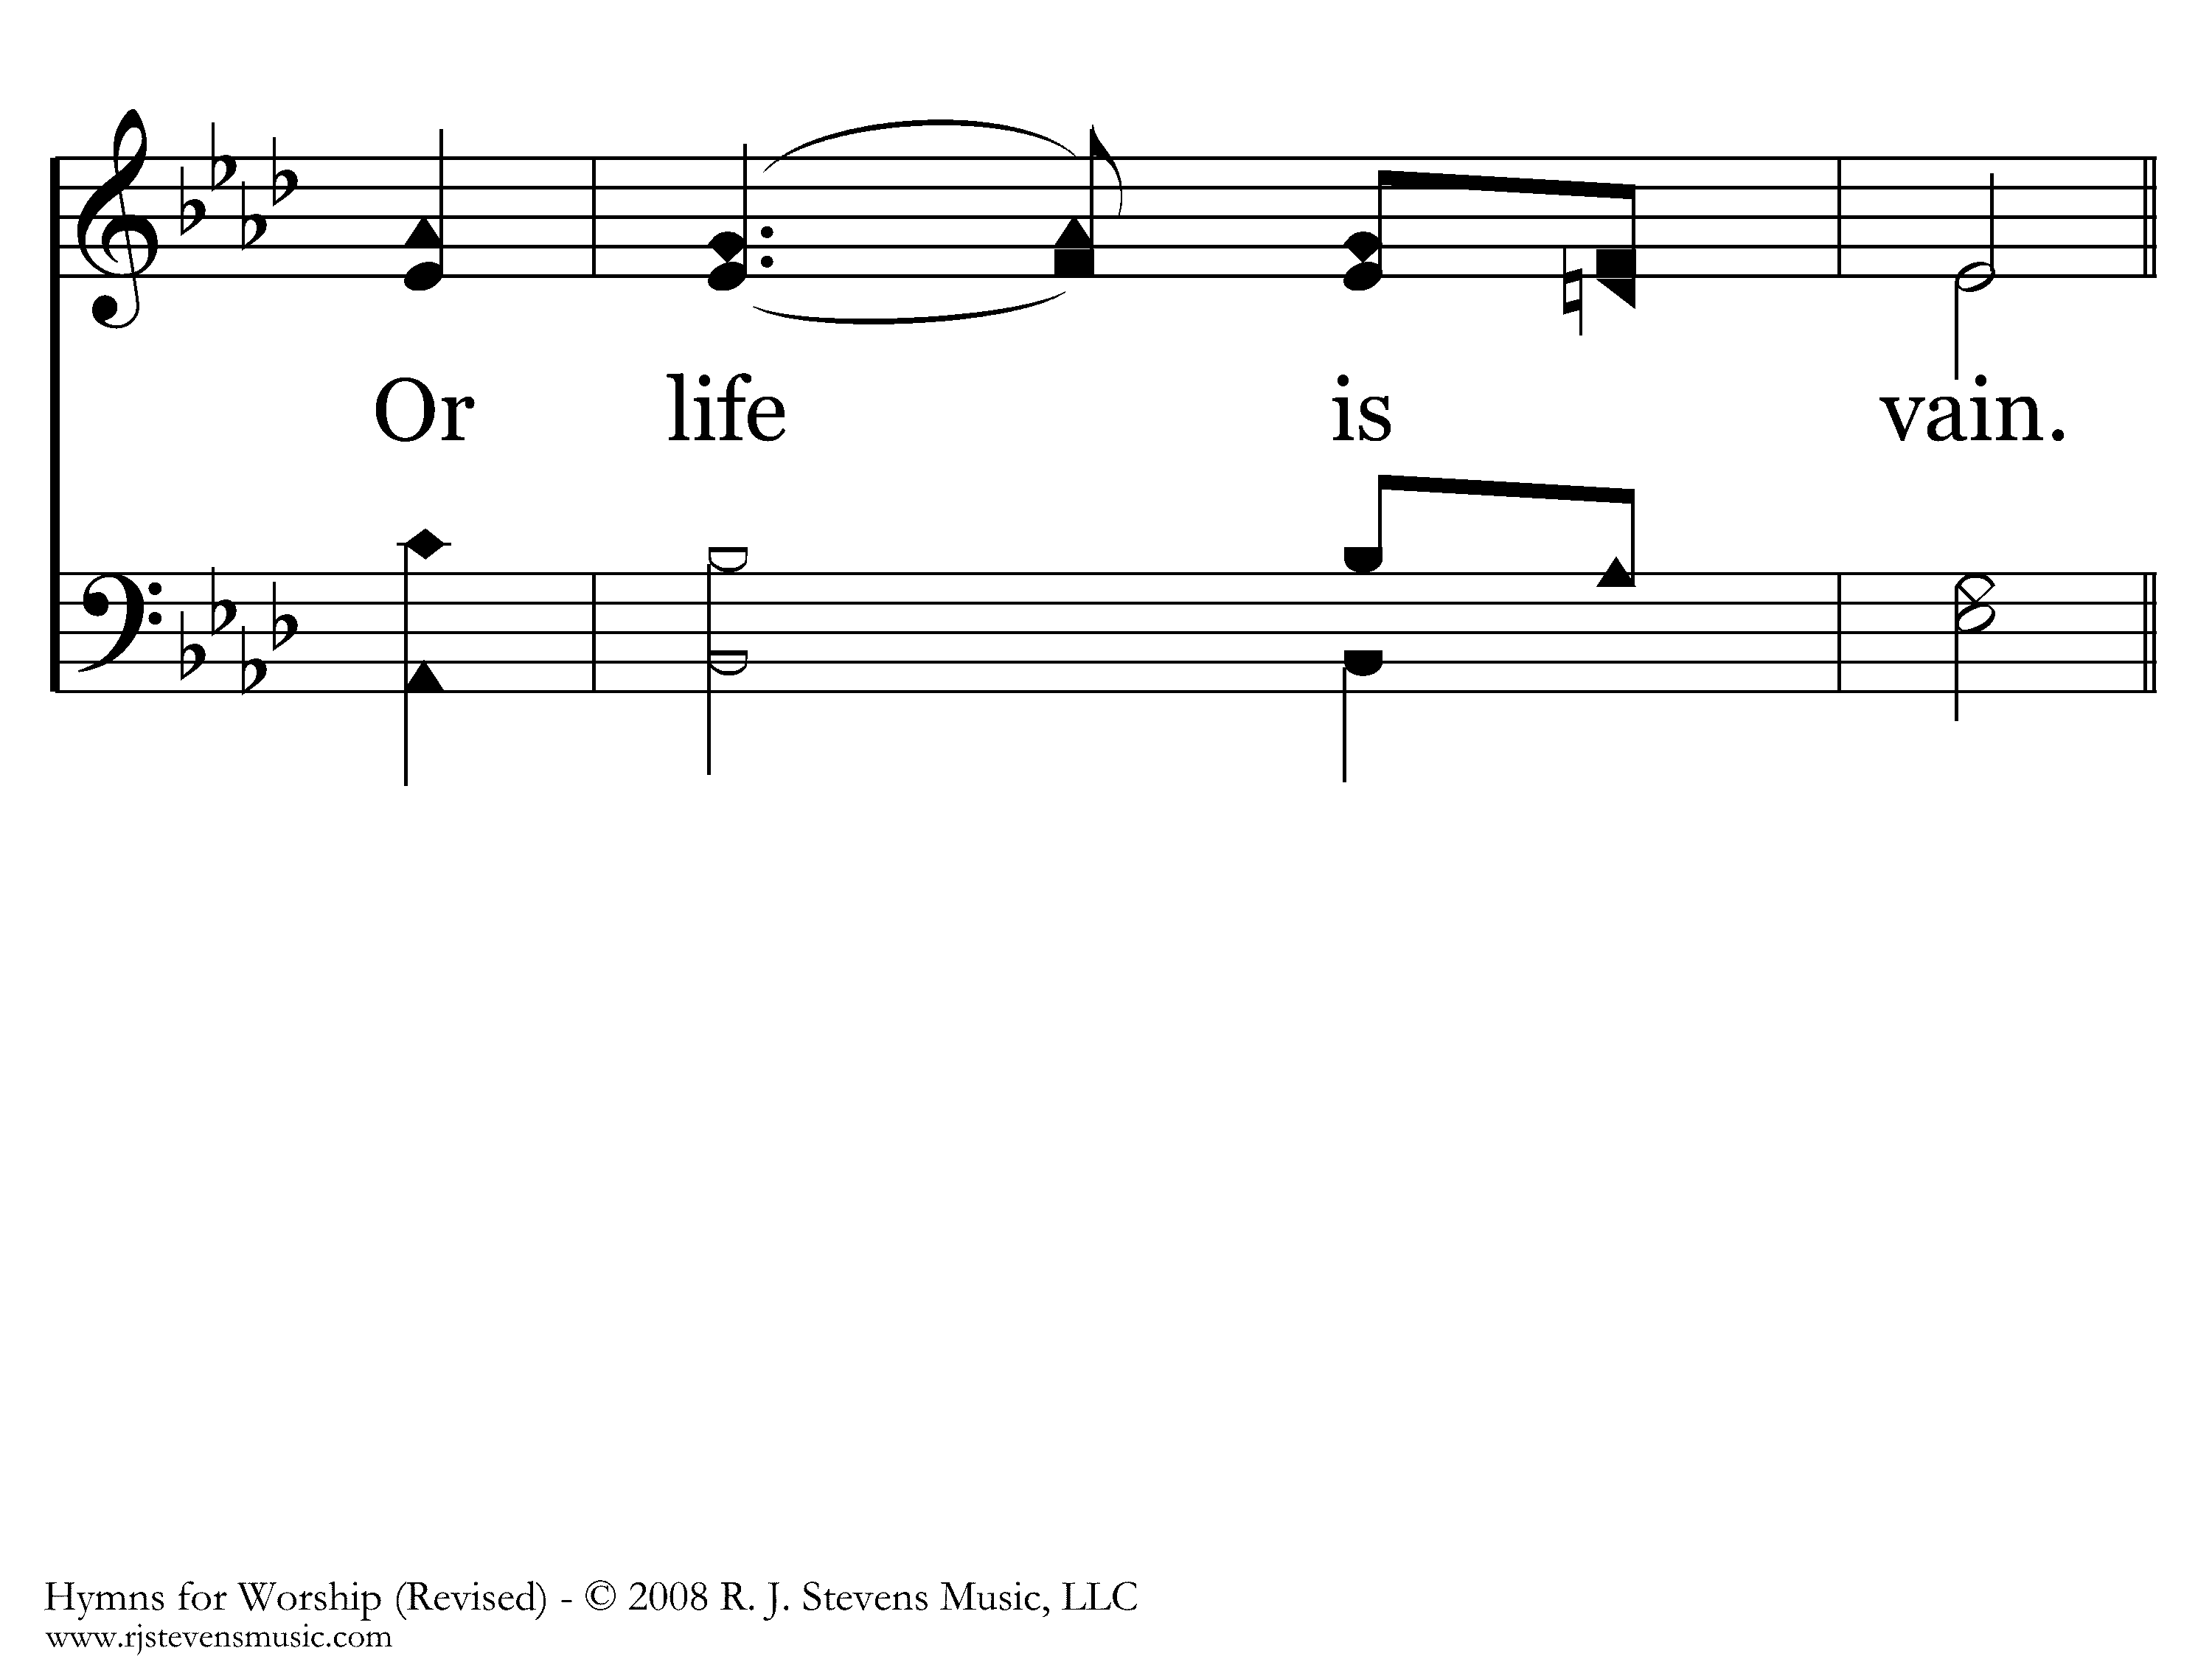 Or life is vain.
Hymns for Worship (Revised) - © 2008 R. J. Stevens Music, LLC
www.rjstevensmusic.com